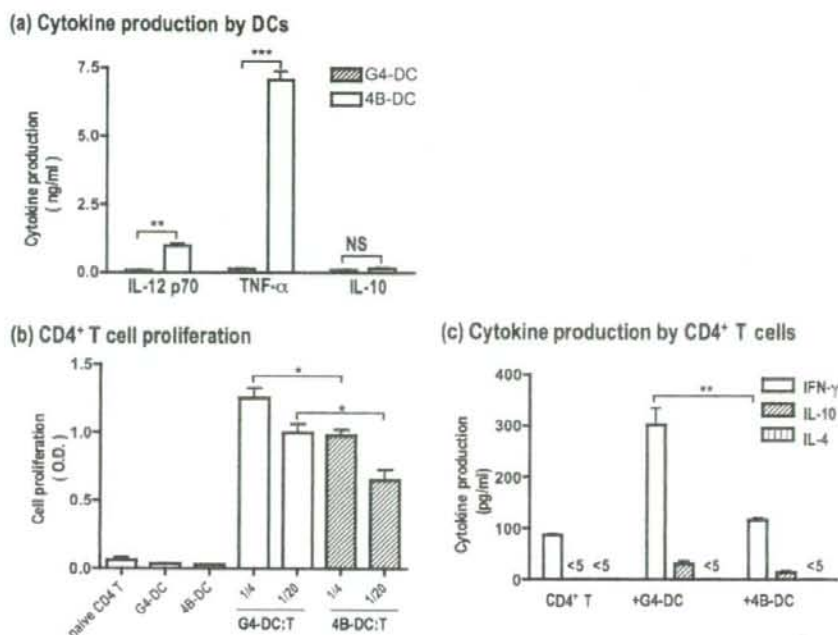 (a) Cytokine production by DCs
Cytokine production
( ng/ml)
7.5
5.0
2.5
0.0
**
***
NS
G4-DC
4B-DC
IL-12 p70 TNF-α IL-10
(b) CD4+ T cell proliferation
Cell proliferation
( O.D.)
1.5
1.0
0.5
0.0
*
*
naive CD4 T G4-DC 4B-DC 1/4 1/20 1/4 1/20
G4-DC:T 4B-DC:T
(c) Cytokine production by CD4+ T cells
Cytokine production
(pg/ml)
400
300
200
100
0
**
IFN-γ
IL-10
IL-4
<5 <5 <5 <5
CD4+ T +G4-DC +4B-DC